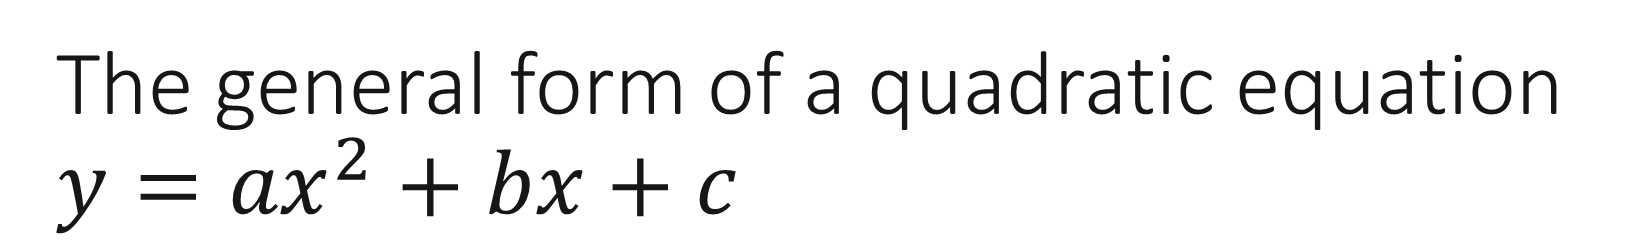 The general form of a quadratic equation
y = ax² + bx + c